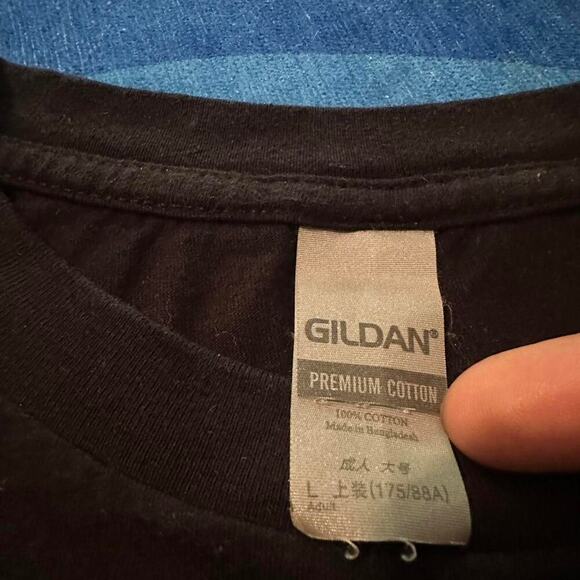 GILDAN®
PREMIUM COTTON
100% COTTON
Made in Bangladesh
成人 大号
L 上装(175/88A)
Adult